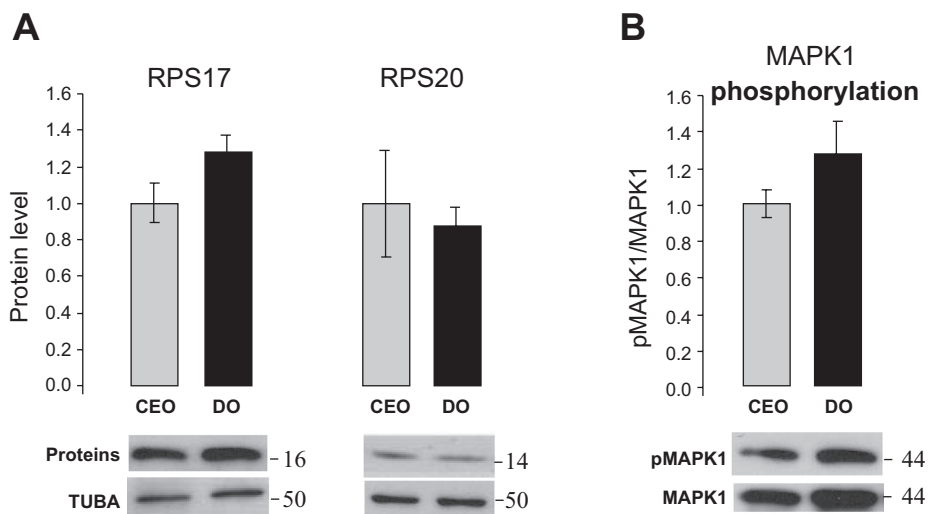 A
B
RPS17
RPS20
MAPK1
phosphorylation
Protein level
1.6
1.4
1.2
1.0
0.8
0.6
0.4
0.2
0.0
CEO
DO
CEO
DO
Proteins
-16
-14
TUBA
-50
-50
pMAPK1/MAPK1
1.6
1.4
1.2
1.0
0.8
0.6
0.4
0.2
0.0
CEO
DO
pMAPK1
- 44
MAPK1
- 44